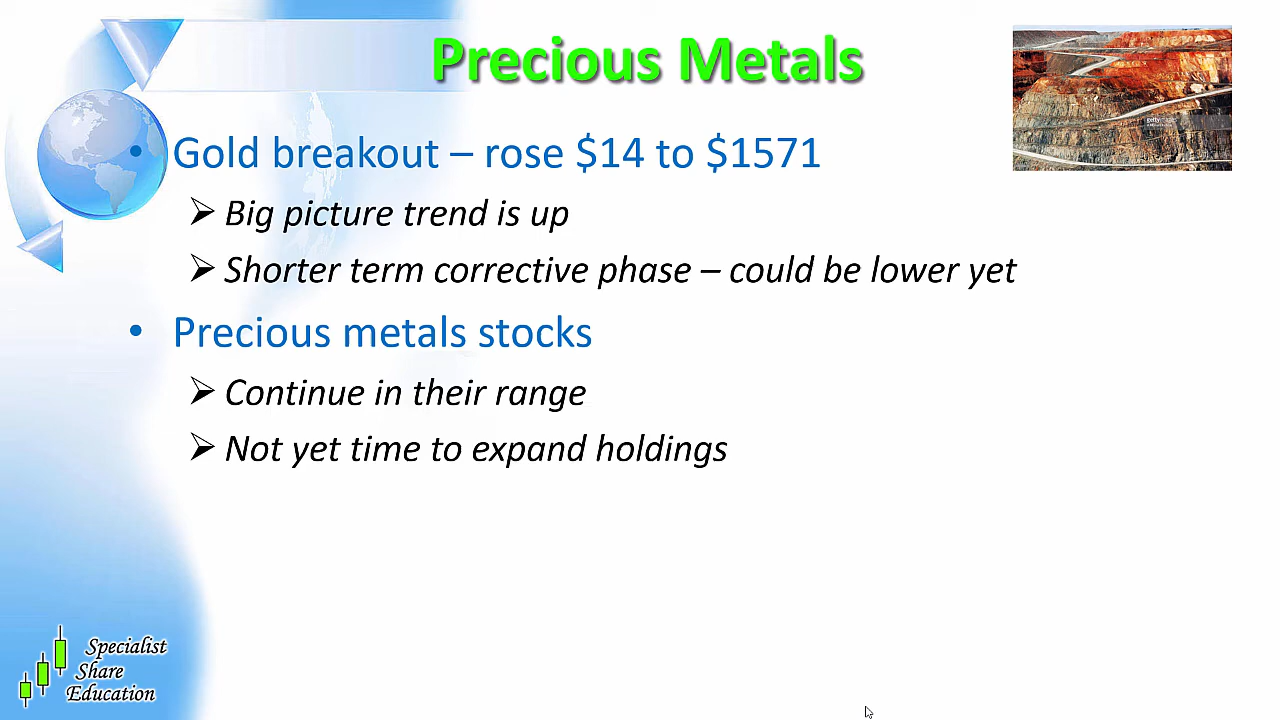 Precious Metals
gettyimages
• Gold breakout – rose $14 to $1571
➢ Big picture trend is up
➢ Shorter term corrective phase – could be lower yet
• Precious metals stocks
➢ Continue in their range
➢ Not yet time to expand holdings
Specialist
Share
Education